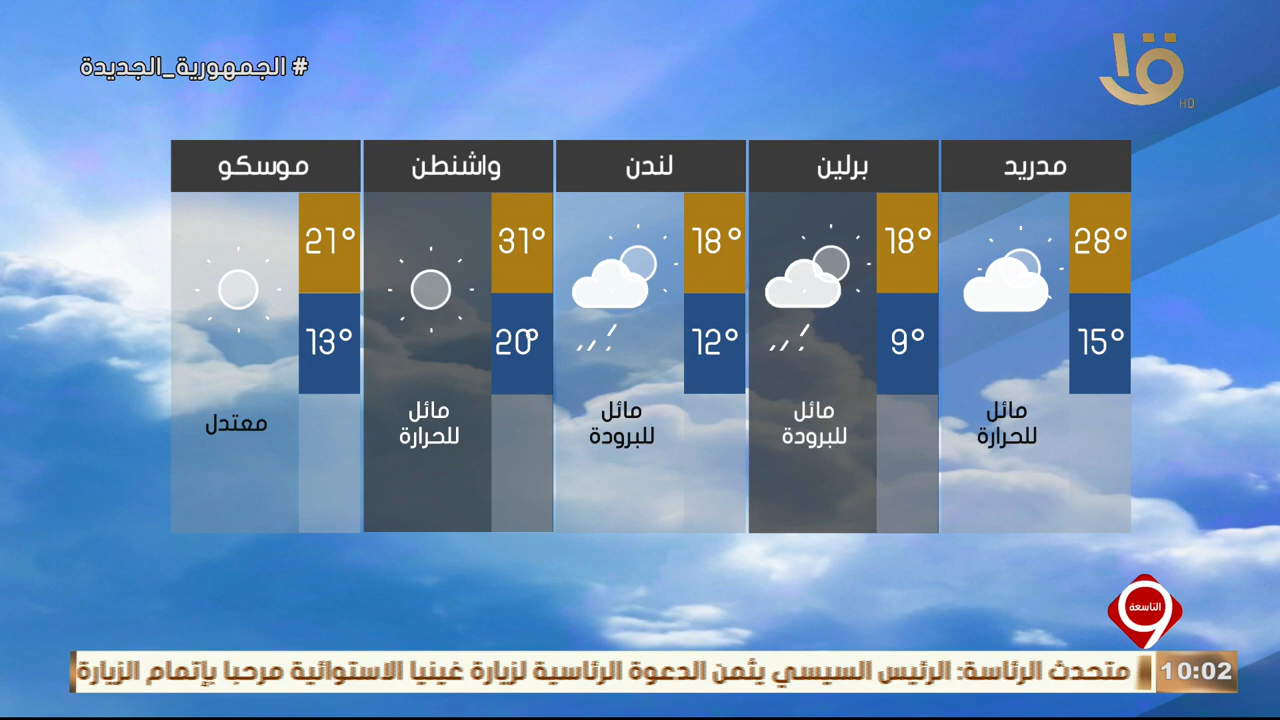 # الجمهورية_الجديدة
HD
مدريد
28°
15°
مائل
للحرارة
برلين
18°
9°
مائل
للبرودة
لندن
18°
12°
مائل
للبرودة
واشنطن
31°
20°
مائل
للحرارة
موسكو
21°
13°
معتدل
التاسعة
9
10:02
متحدث الرئاسة: الرئيس السيسي يثمن الدعوة الرئاسية لزيارة غينيا الاستوائية مرحبا بإتمام الزيارة